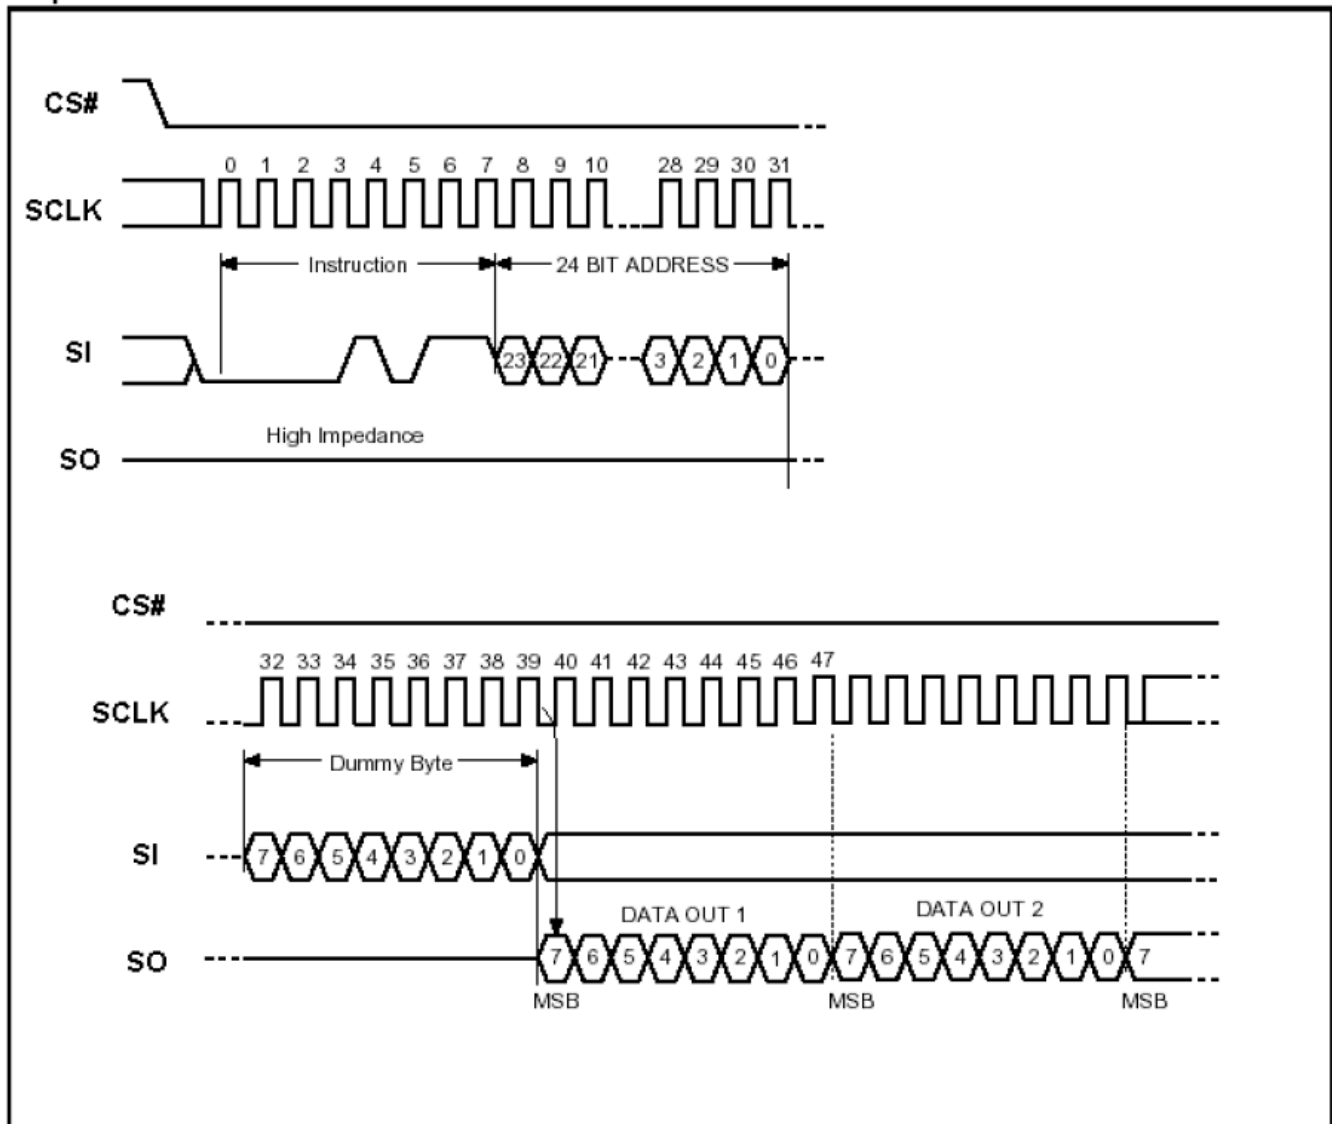 CS#
0 1 2 3 4 5 6 7 8 9 10 28 29 30 31
SCLK
Instruction 24 BIT ADDRESS
SI 23 22 21 3 2 1 0
High Impedance
SO
CS#
32 33 34 35 36 37 38 39 40 41 42 43 44 45 46 47
SCLK
Dummy Byte
SI 7 6 5 4 3 2 1 0
DATA OUT 1 DATA OUT 2
SO 7 6 5 4 3 2 1 0 7 6 5 4 3 2 1 0 7
MSB MSB MSB